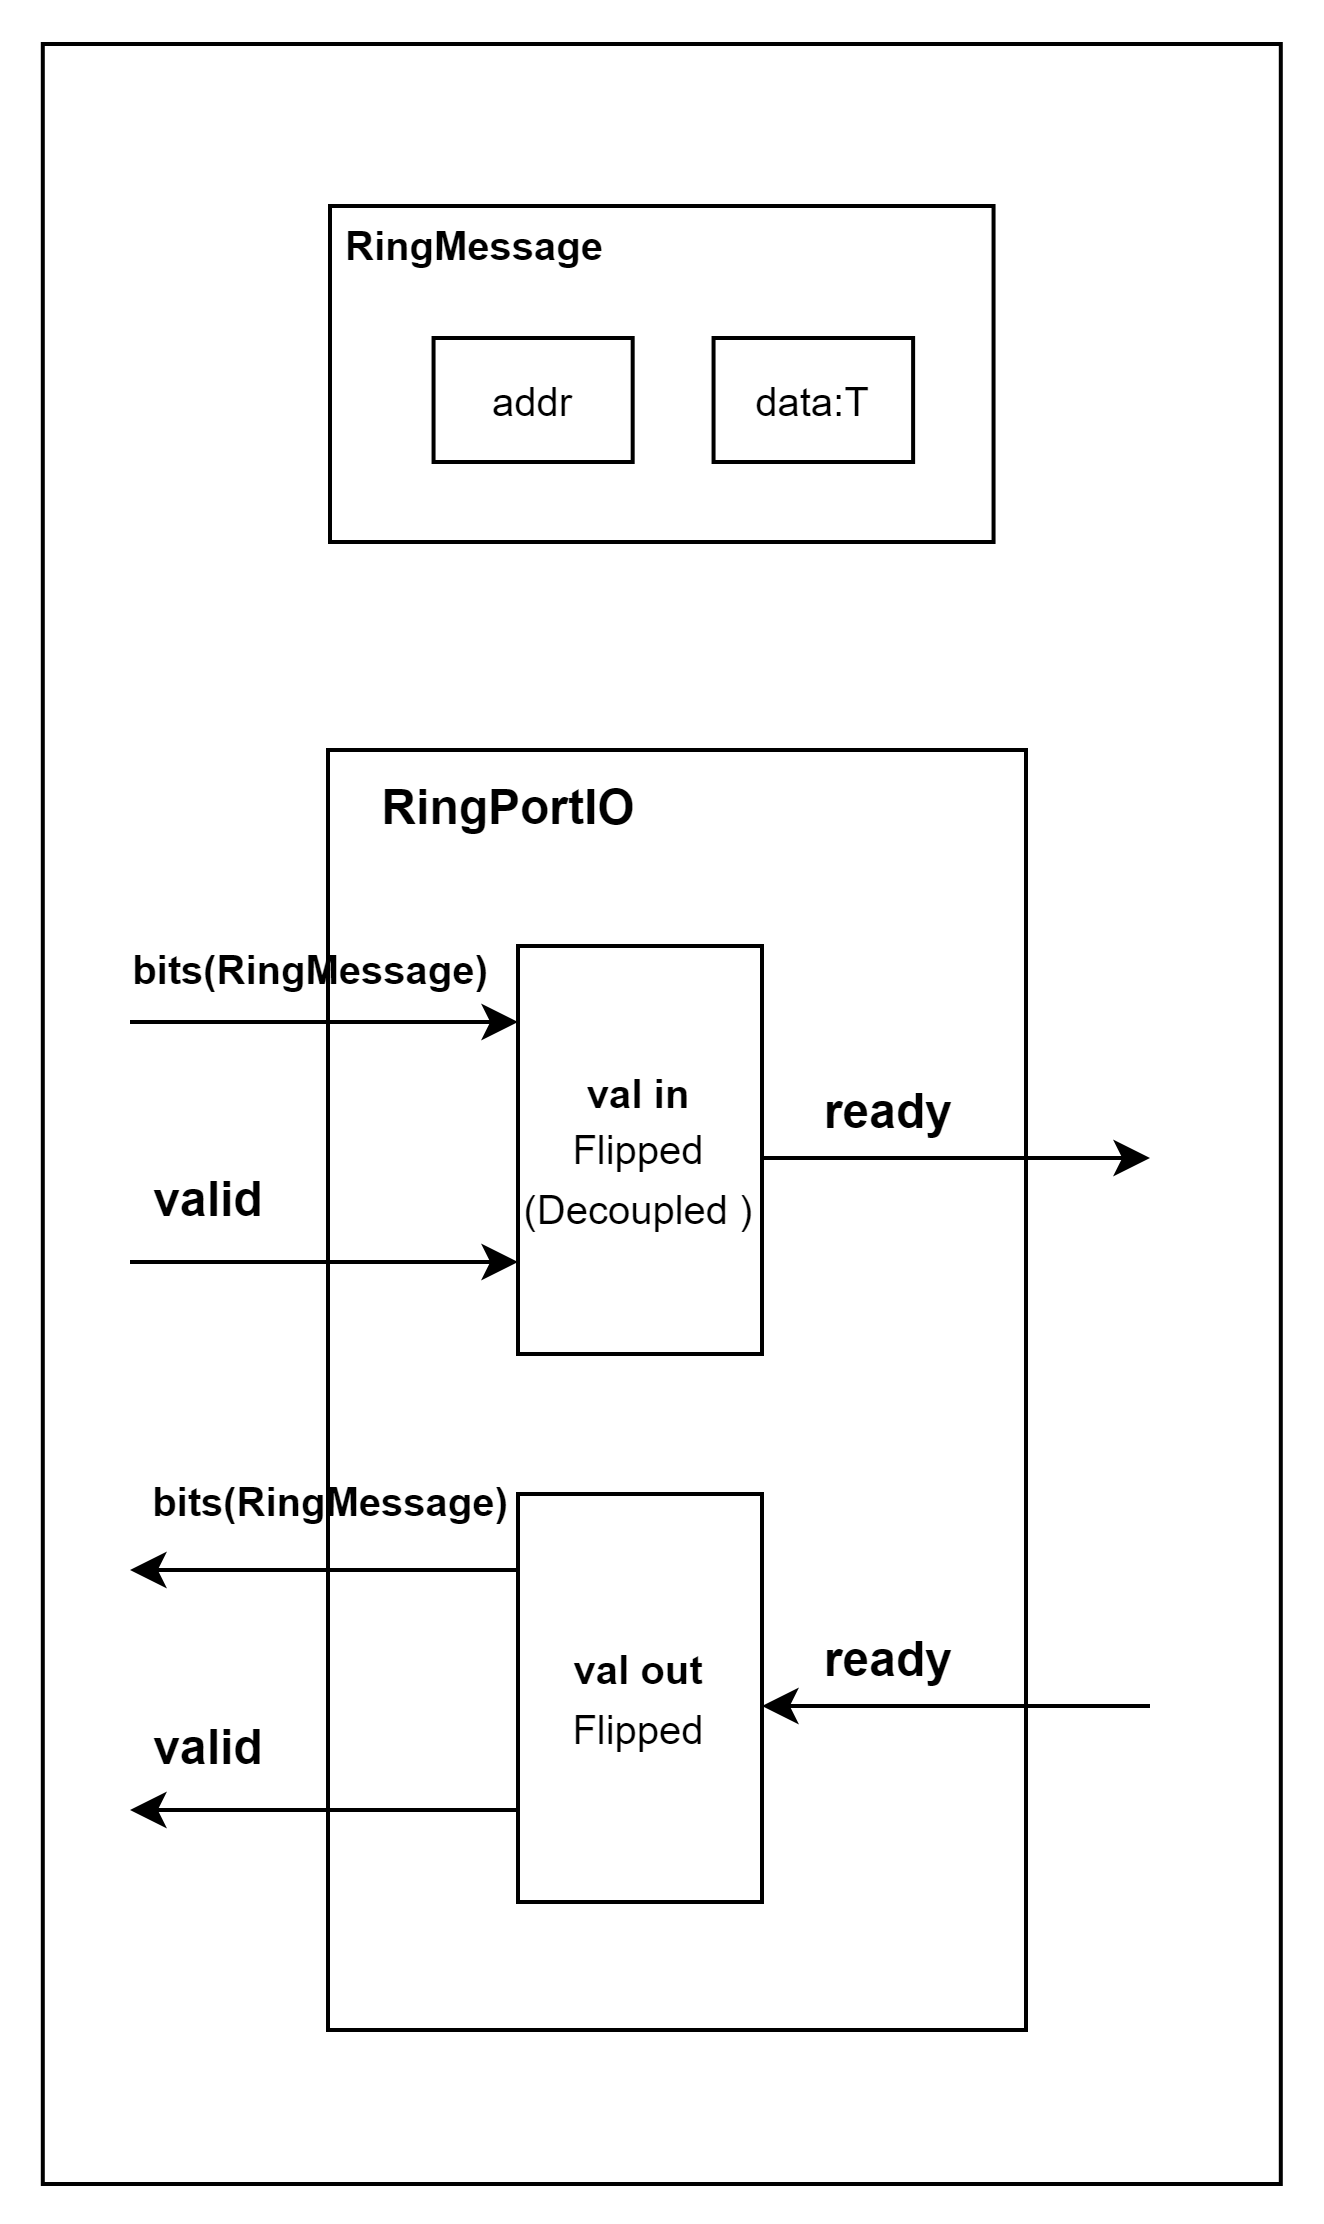 RingMessage
addr
data:T
RingPortIO
bits(RingMessage)
val in
Flipped
(Decoupled )
ready
valid
bits(RingMessage)
val out
Flipped
ready
valid